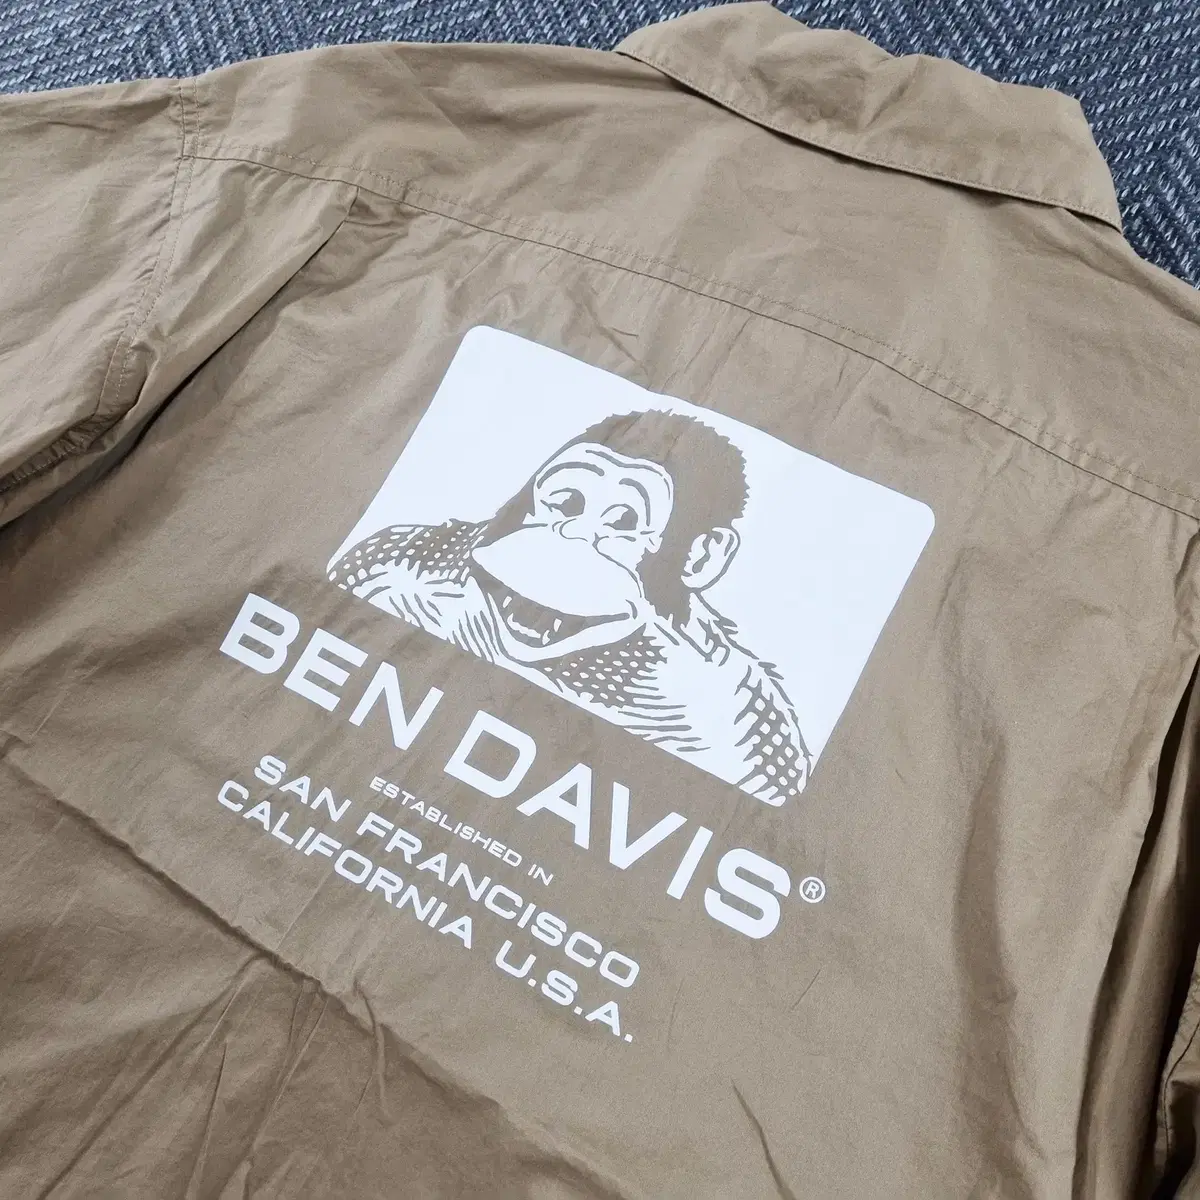 BEN DAVIS®
ESTABLISHED IN
SAN FRANCISCO
CALIFORNIA U.S.A.